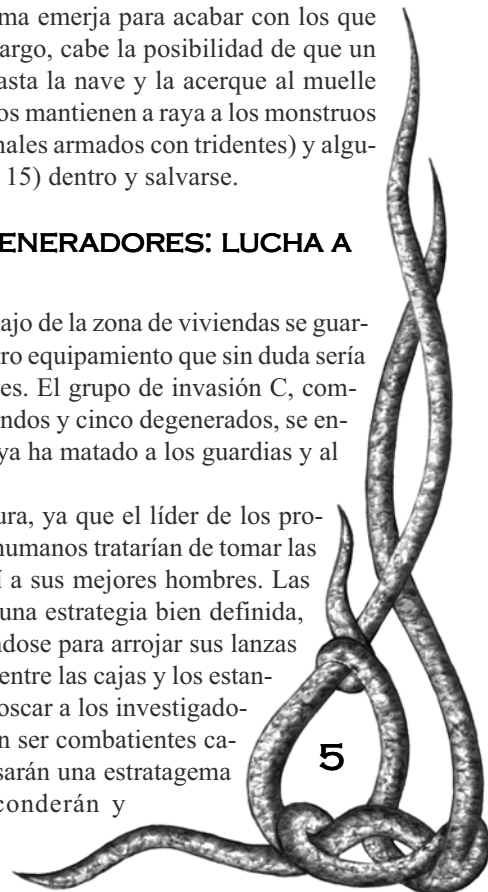 ma emerja para acabar con los que
argo, cabe la posibilidad de que un
asta la nave y la acerque al muelle
os mantienen a raya a los monstruos
nales armados con tridentes) y algu-
15) dentro y salvarse.
ENERADORES: LUCHA A
ajo de la zona de viviendas se guar-
tro equipamiento que sin duda sería
es. El grupo de invasión C, com-
ndos y cinco degenerados, se en-
ya ha matado a los guardias y al
ura, ya que el líder de los pro-
humanos tratarían de tomar las
í a sus mejores hombres. Las
una estrategia bien definida,
ndose para arrojar sus lanzas
entre las cajas y los estan-
oscar a los investigado-
n ser combatientes ca-
sarán una estratagema
conderán y
5